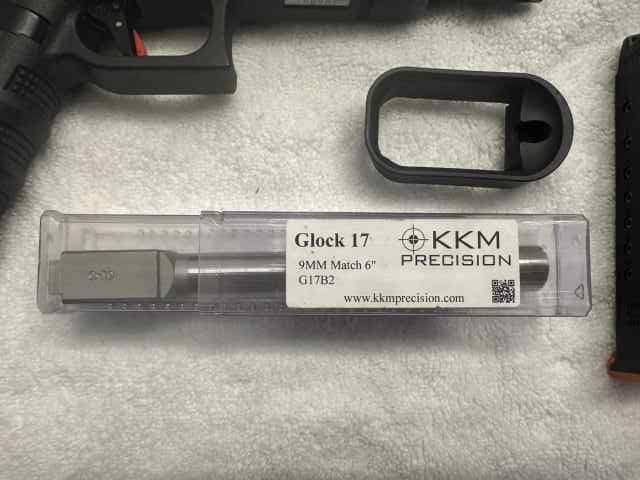 Glock 17
KKM
PRECISION
9MM Match 6"
G17B2
www.kkmprecision.com